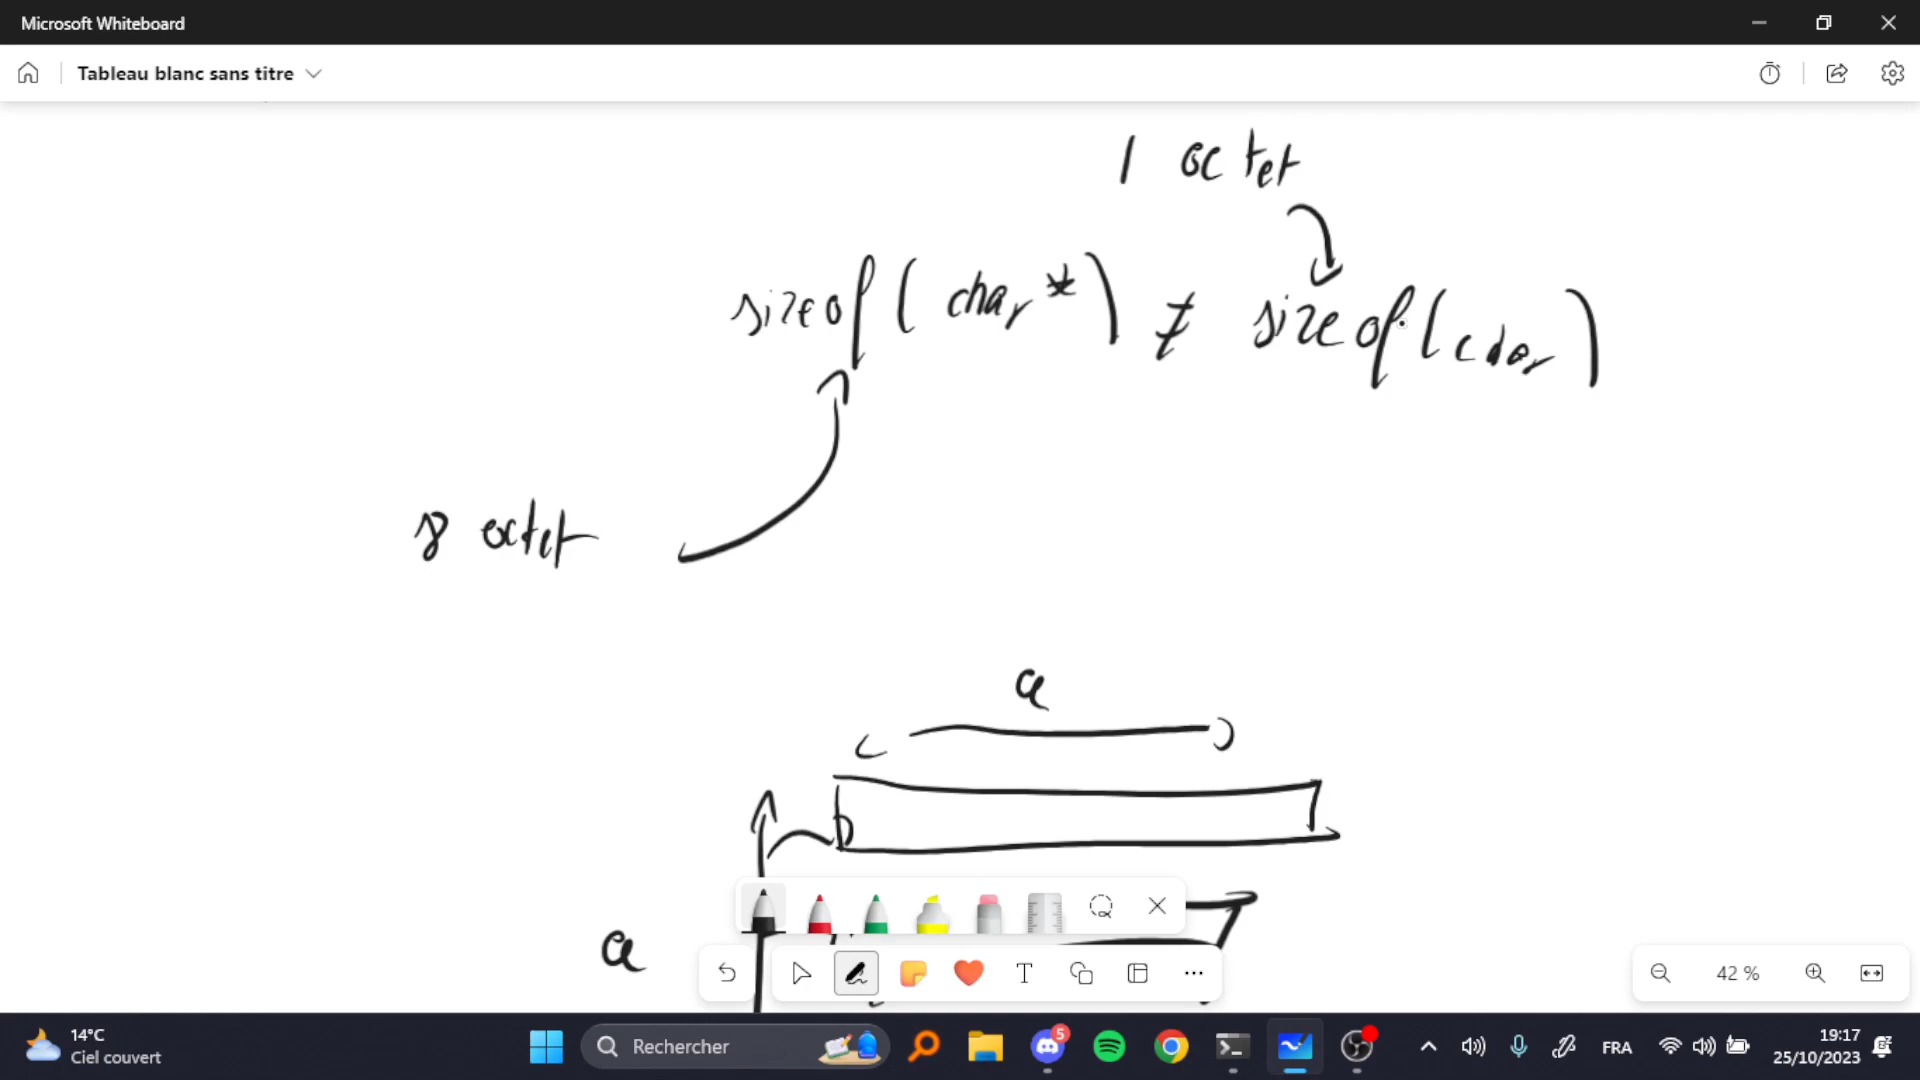 Microsoft Whiteboard
Tableau blanc sans titre
1 octet
sizeof(char*) ≠ sizeof(char)
8 octet
a
a
42 %
14°C
Ciel couvert
Rechercher
5
FRA
19:17
25/10/2023